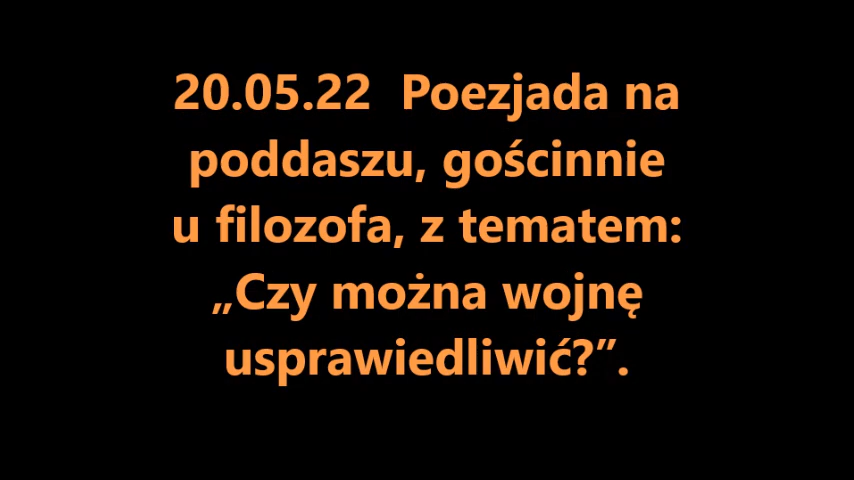 20.05.22  Poezjada na
poddaszu, gościnnie
u filozofa, z tematem:
„Czy można wojnę
usprawiedliwić?”.